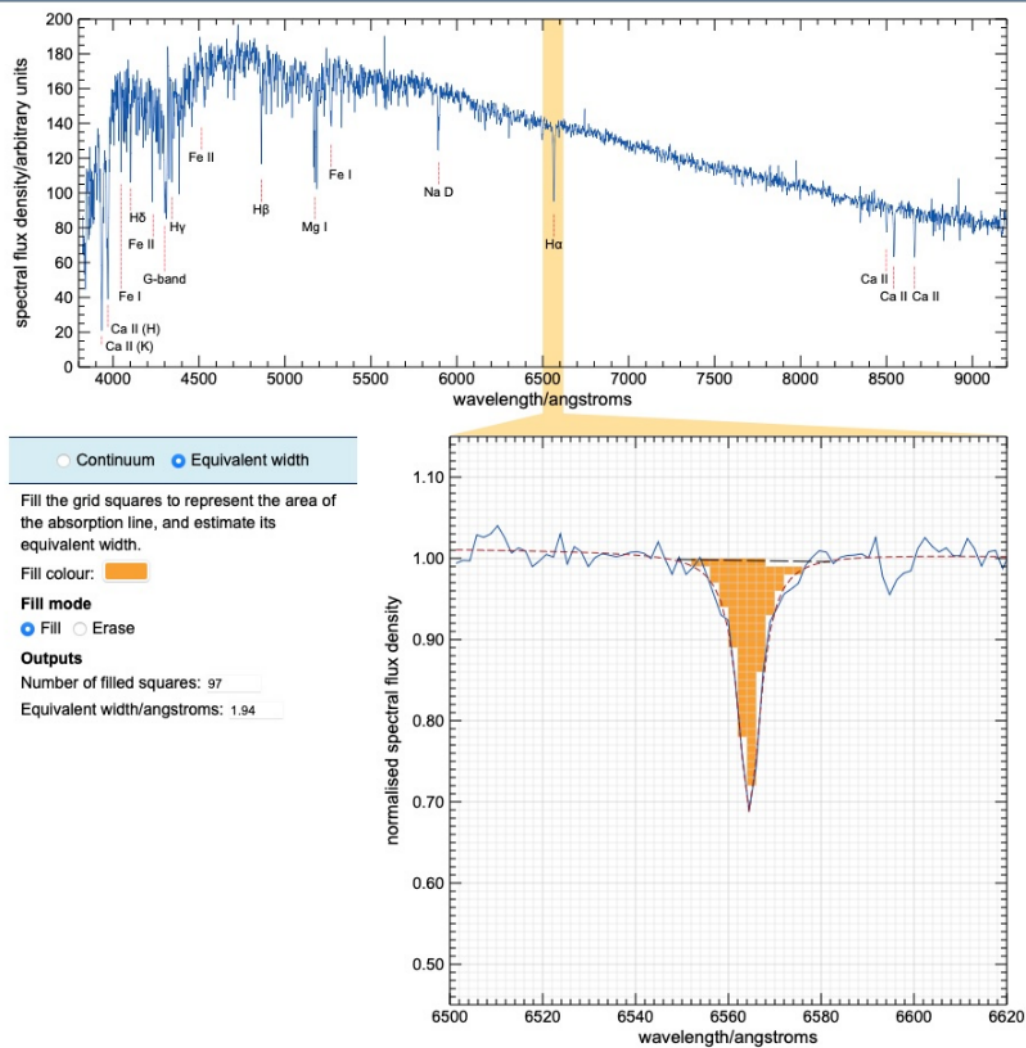 spectral flux density/arbitrary units
200
180
160
140
120
100
80
60
40
20
0
Fe II
Fe I
Hβ
Mg I
Na D
Hδ
Fe II
Hγ
G-band
Fe I
Ca II (H)
Ca II (K)
Hα
Ca II
Ca II
Ca II
4000
4500
5000
5500
6000
6500
7000
7500
8000
8500
9000
wavelength/angstroms
Continuum
Equivalent width
Fill the grid squares to represent the area of
the absorption line, and estimate its
equivalent width.
Fill colour:
Fill mode
Fill
Erase
Outputs
Number of filled squares: 97
Equivalent width/angstroms: 1.94
normalised spectral flux density
1.10
1.00
0.90
0.80
0.70
0.60
0.50
6500
6520
6540
6560
6580
6600
6620
wavelength/angstroms